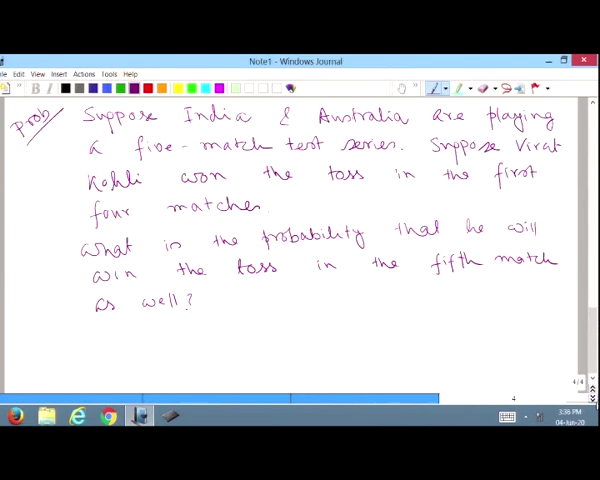 Note1 - Windows Journal
File Edit View Insert Actions Tools Help
Prob Suppose India & Australia are playing
a five-match test series. Suppose Virat
Kohli won the toss in the first
four matches.
What is the probability that he will
win the toss in the fifth match
as well?
4/4
4
3:36 PM
04-Jun-20